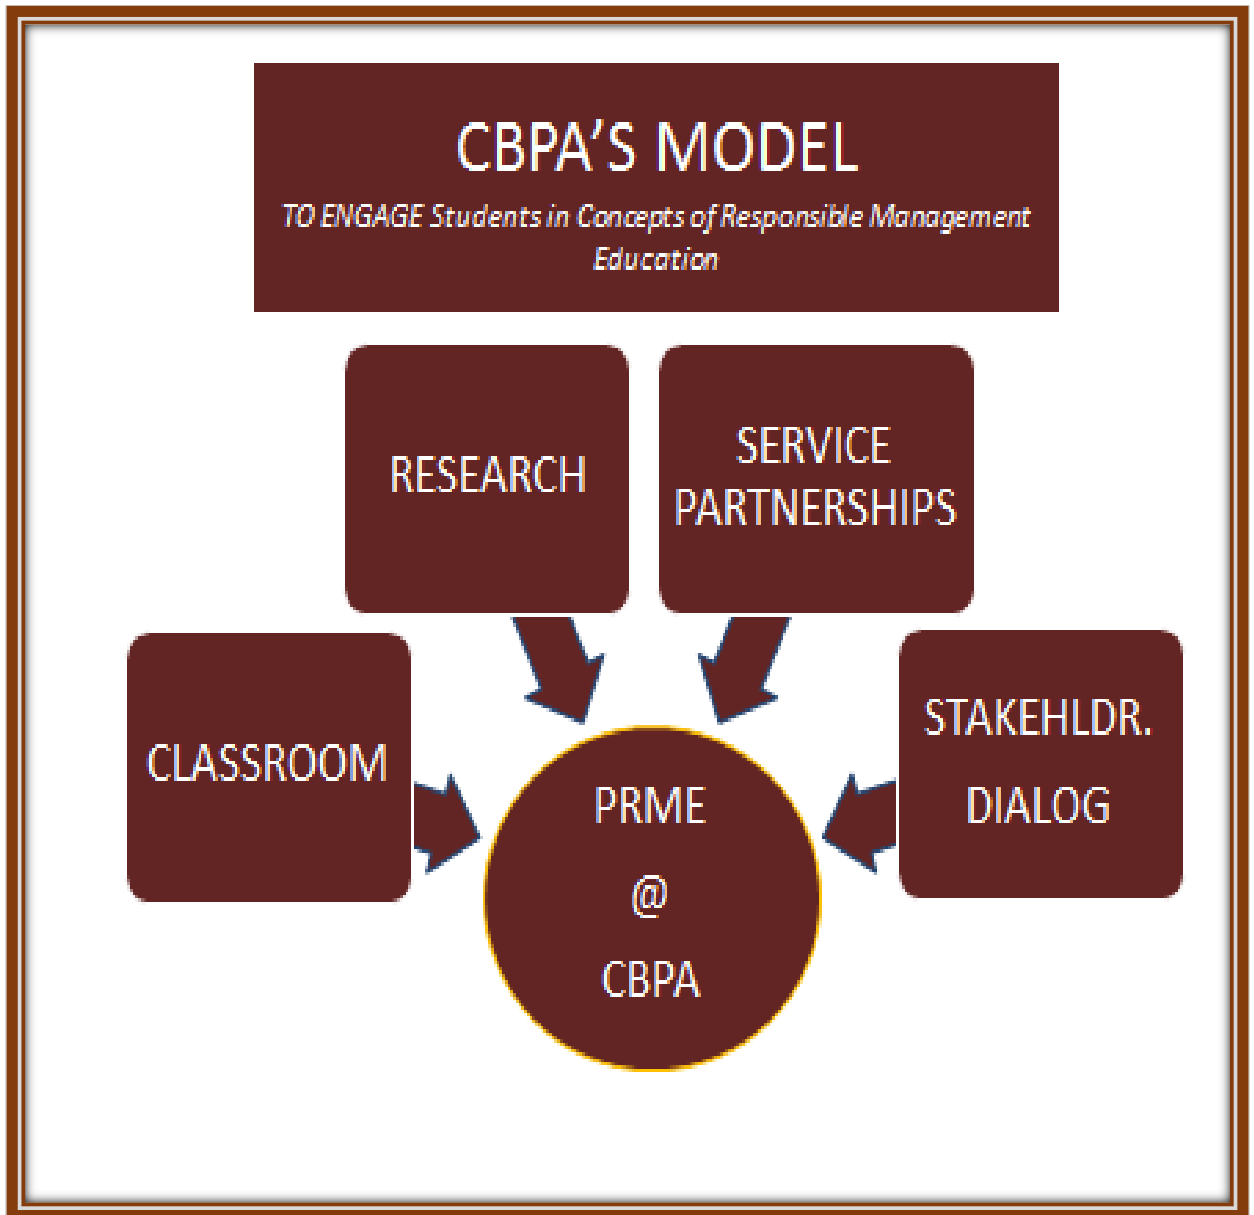 CBPA'S MODEL
TO ENGAGE Students in Concepts of Responsible Management
Education
RESEARCH
SERVICE
PARTNERSHIPS
CLASSROOM
STAKEHLDR.
DIALOG
PRME
@
CBPA